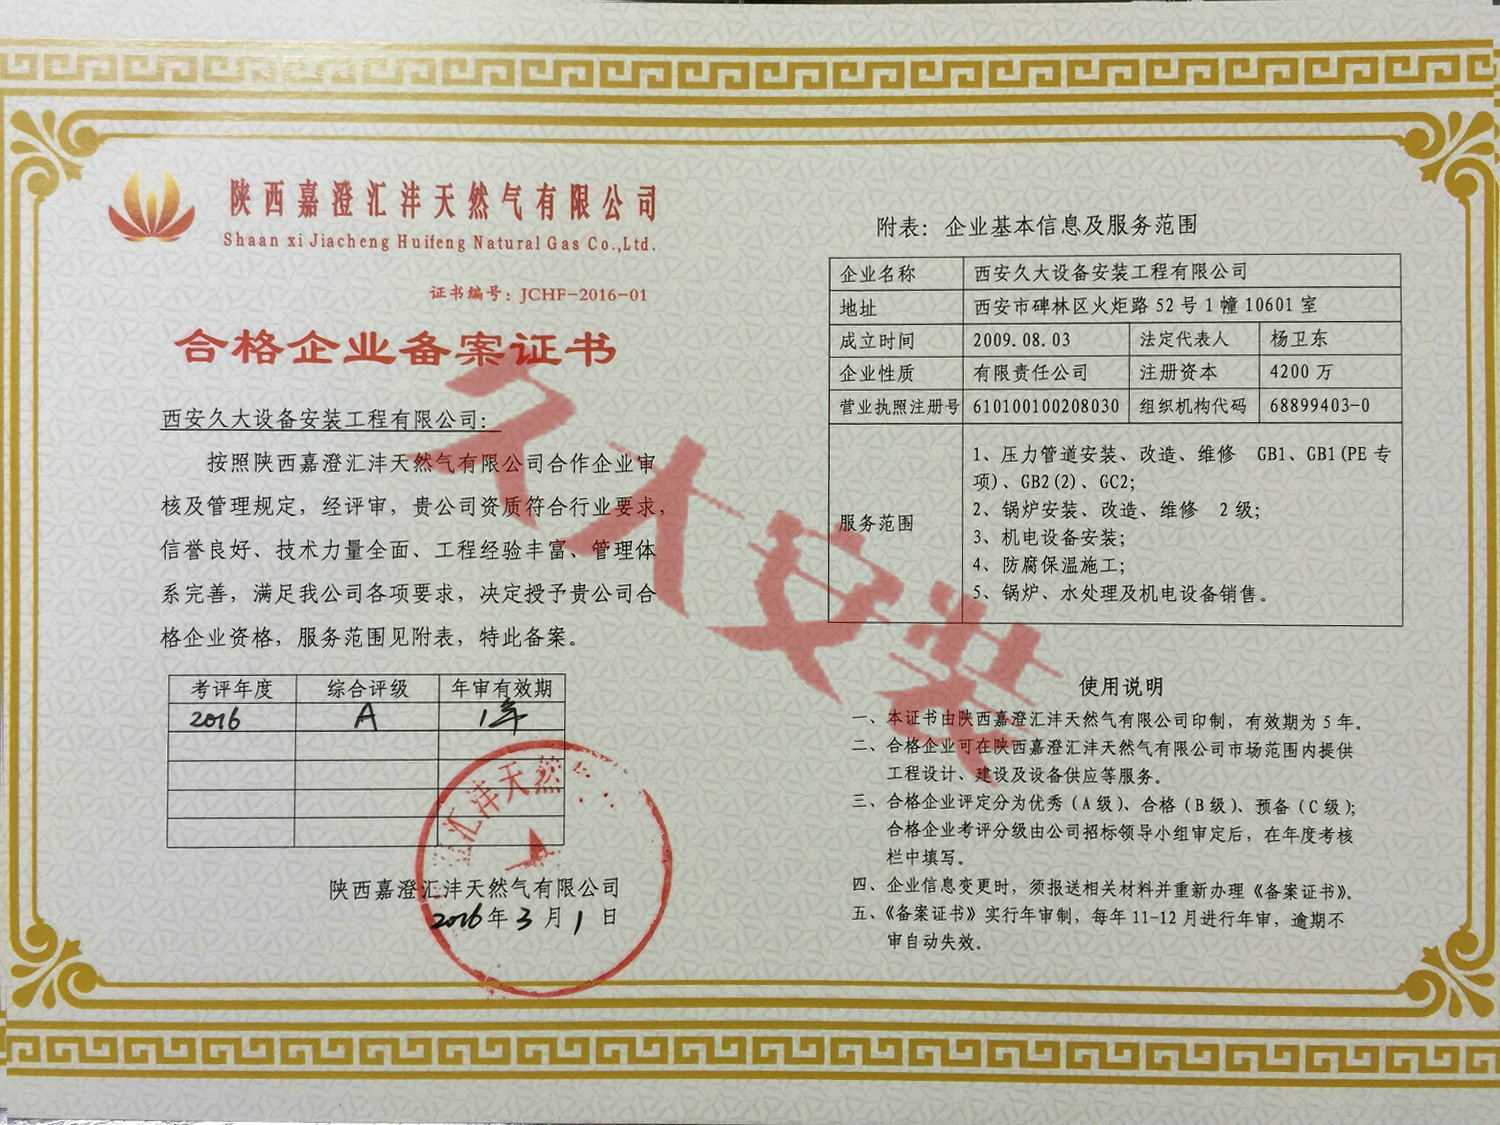 陕西嘉澄汇沣天然气有限公司
Shaan xi Jiacheng Huifeng Natural Gas Co.,Ltd.
证书编号：JCHF-2016-01
合格企业备案证书
西安久大设备安装工程有限公司：
按照陕西嘉澄汇沣天然气有限公司合作企业审
核及管理规定，经评审，贵公司资质符合行业要求，
信誉良好、技术力量全面、工程经验丰富、管理体
系完善，满足我公司各项要求，决定授予贵公司合
格企业资格，服务范围见附表，特此备案。
考评年度 综合评级 年审有效期
2016 A 1年
汇沣天然
陕西嘉澄汇沣天然气有限公司
2016年3月1日
久大安装
附表：企业基本信息及服务范围
企业名称 西安久大设备安装工程有限公司
地址 西安市碑林区火炬路 52 号 1 幢 10601 室
成立时间 2009.08.03 法定代表人 杨卫东
企业性质 有限责任公司 注册资本 4200 万
营业执照注册号 610100100208030 组织机构代码 68899403-0
服务范围
1、压力管道安装、改造、维修 GB1、GB1(PE 专
项)、GB2(2)、GC2；
2、锅炉安装、改造、维修 2 级；
3、机电设备安装；
4、防腐保温施工；
5、锅炉、水处理及机电设备销售。
使用说明
一、本证书由陕西嘉澄汇沣天然气有限公司印制，有效期为 5 年。
二、合格企业可在陕西嘉澄汇沣天然气有限公司市场范围内提供
工程设计、建设及设备供应等服务。
三、合格企业评定分为优秀（A 级）、合格（B 级）、预备（C 级）；
合格企业考评分级由公司招标领导小组审定后，在年度考核
栏中填写。
四、企业信息变更时，须报送相关材料并重新办理《备案证书》。
五、《备案证书》实行年审制，每年 11-12 月进行年审，逾期不
审自动失效。